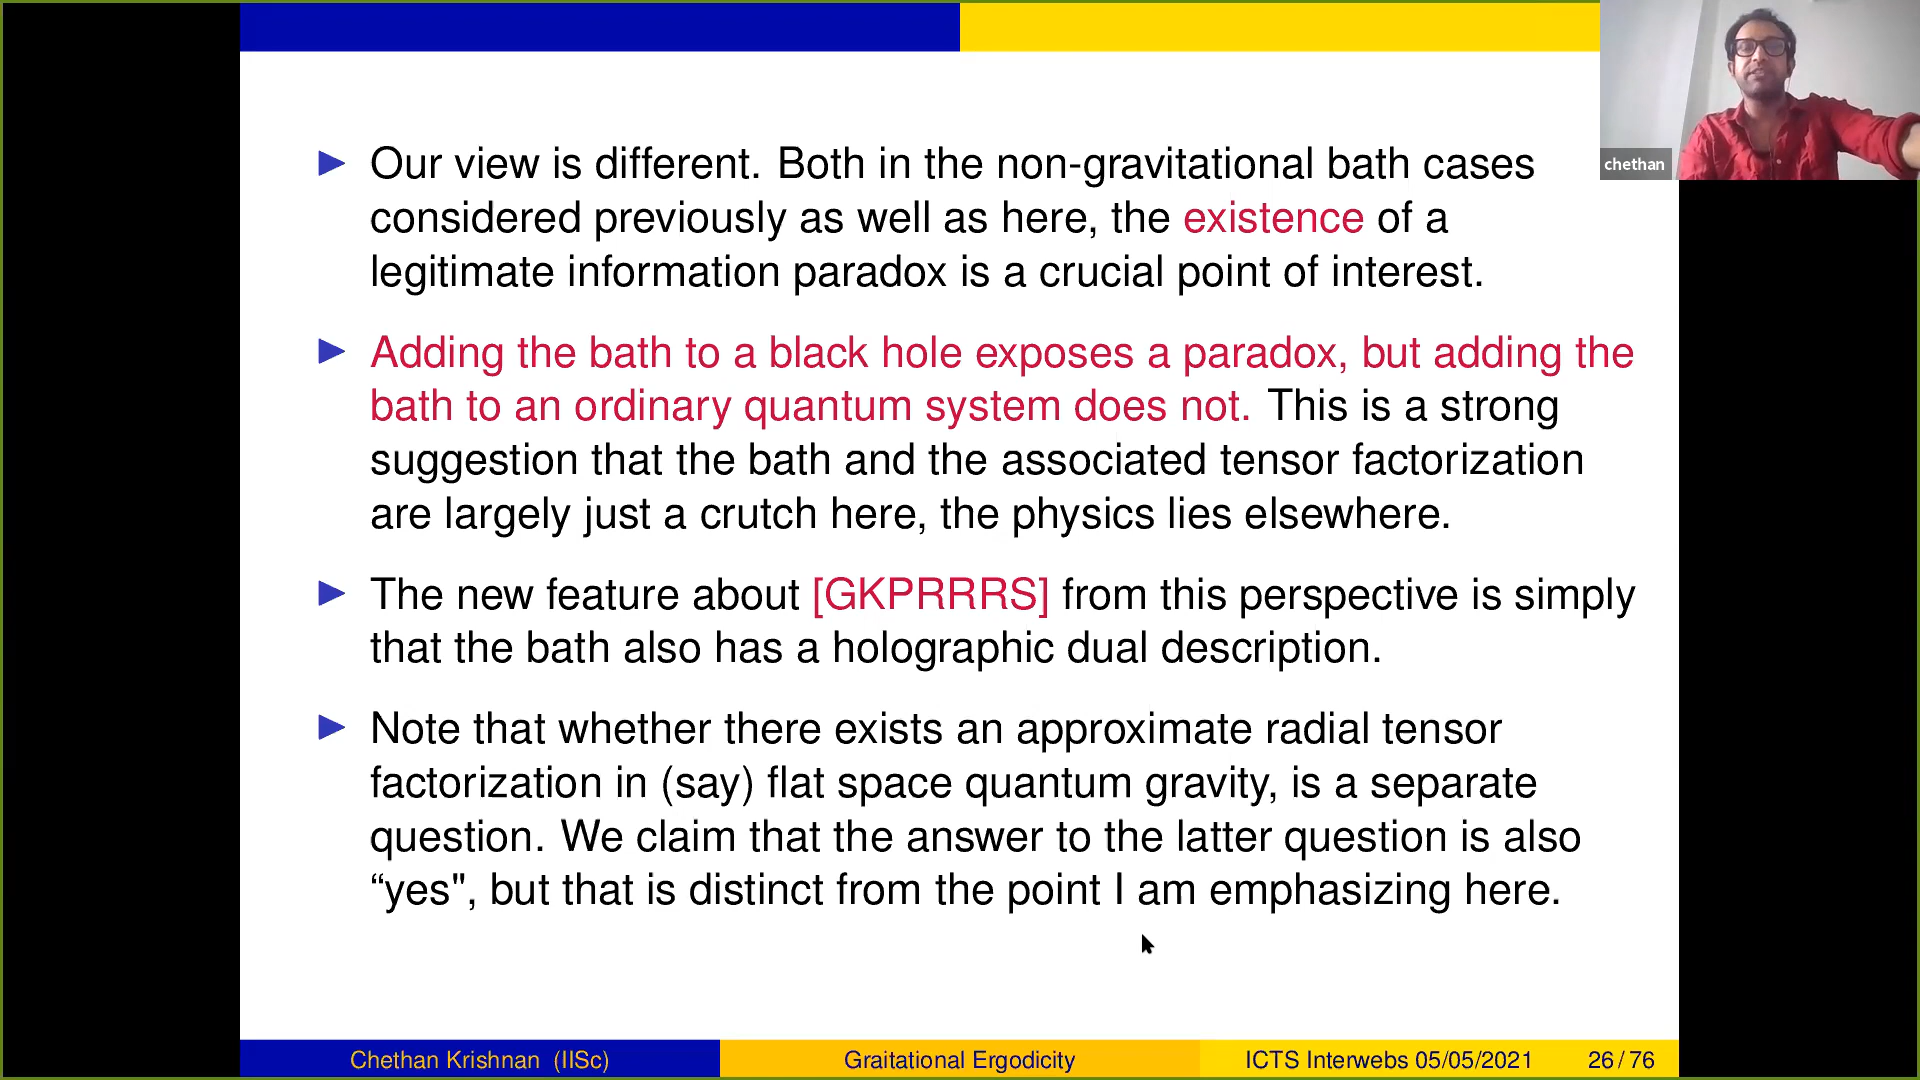 chethan
Our view is different. Both in the non-gravitational bath cases
considered previously as well as here, the existence of a
legitimate information paradox is a crucial point of interest.
Adding the bath to a black hole exposes a paradox, but adding the
bath to an ordinary quantum system does not. This is a strong
suggestion that the bath and the associated tensor factorization
are largely just a crutch here, the physics lies elsewhere.
The new feature about [GKPRRRS] from this perspective is simply
that the bath also has a holographic dual description.
Note that whether there exists an approximate radial tensor
factorization in (say) flat space quantum gravity, is a separate
question. We claim that the answer to the latter question is also
“yes", but that is distinct from the point I am emphasizing here.
Chethan Krishnan (IISc)
Graitational Ergodicity
ICTS Interwebs 05/05/2021
26 / 76